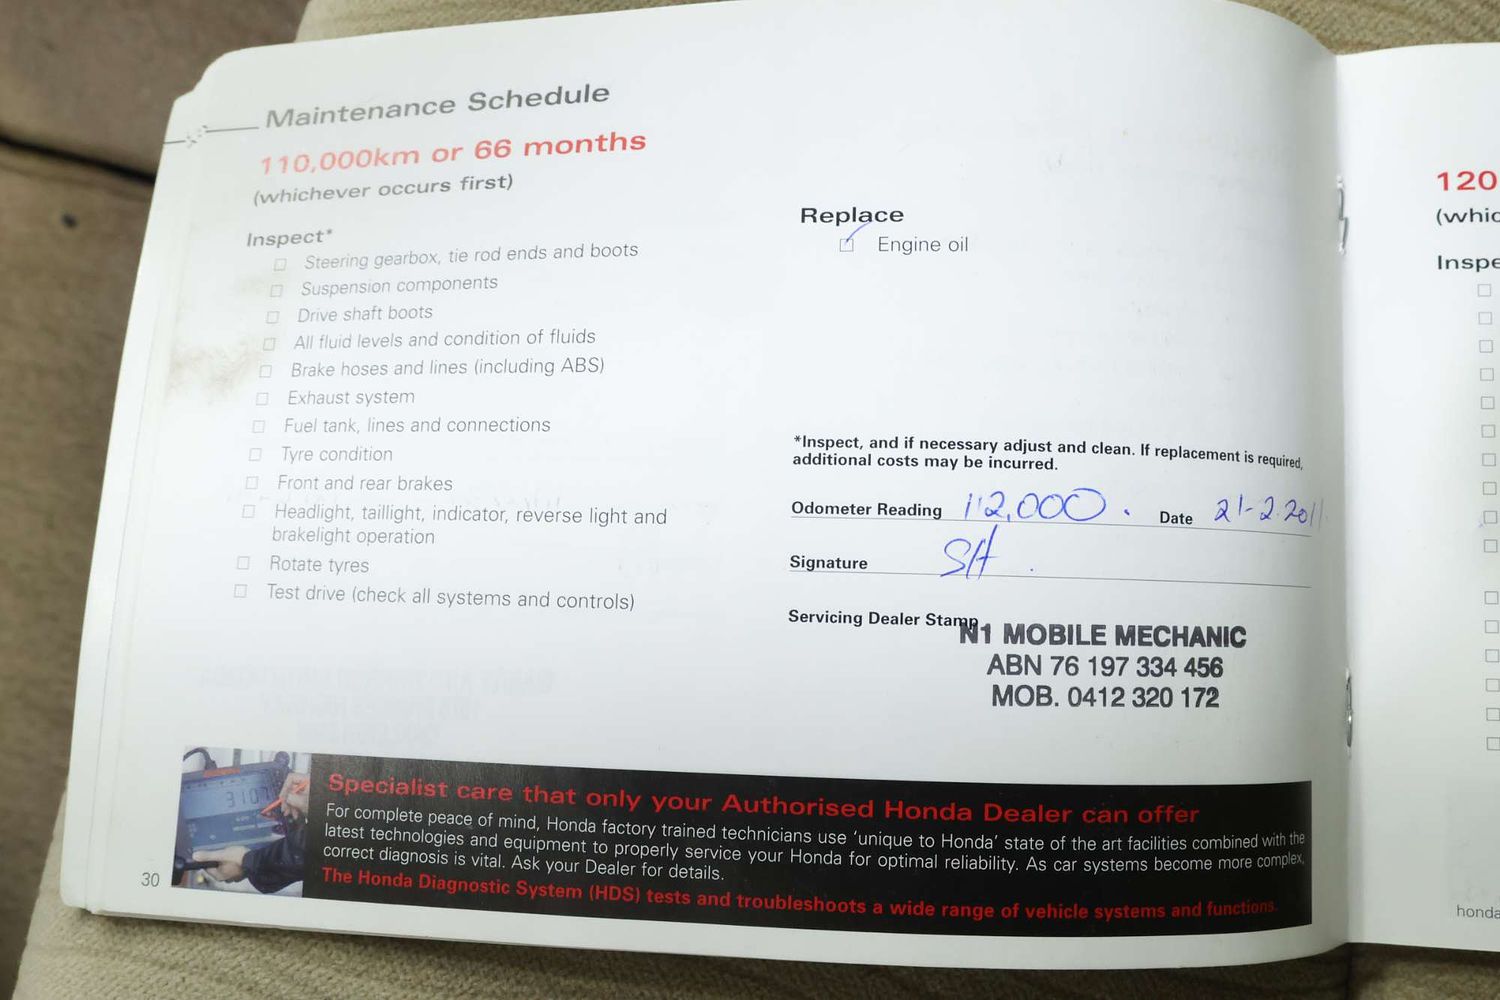 Maintenance Schedule
110,000km or 66 months
(whichever occurs first)
Inspect*
Steering gearbox, tie rod ends and boots
Suspension components
Drive shaft boots
All fluid levels and condition of fluids
Brake hoses and lines (including ABS)
Exhaust system
Fuel tank, lines and connections
Tyre condition
Front and rear brakes
Headlight, taillight, indicator, reverse light and
brakelight operation
Rotate tyres
Test drive (check all systems and controls)
Replace
Engine oil
*Inspect, and if necessary adjust and clean. If replacement is required,
additional costs may be incurred.
Odometer Reading 112,000. Date 21-2.2011
Signature SH.
Servicing Dealer Stamp
N1 MOBILE MECHANIC
ABN 76 197 334 456
MOB. 0412 320 172
Specialist care that only your Authorised Honda Dealer can offer
For complete peace of mind, Honda factory trained technicians use 'unique to Honda' state of the art facilities combined with the
latest technologies and equipment to properly service your Honda for optimal reliability. As car systems become more complex,
correct diagnosis is vital. Ask your Dealer for details.
The Honda Diagnostic System (HDS) tests and troubleshoots a wide range of vehicle systems and functions.
30
120
(whic
Inspe
honda